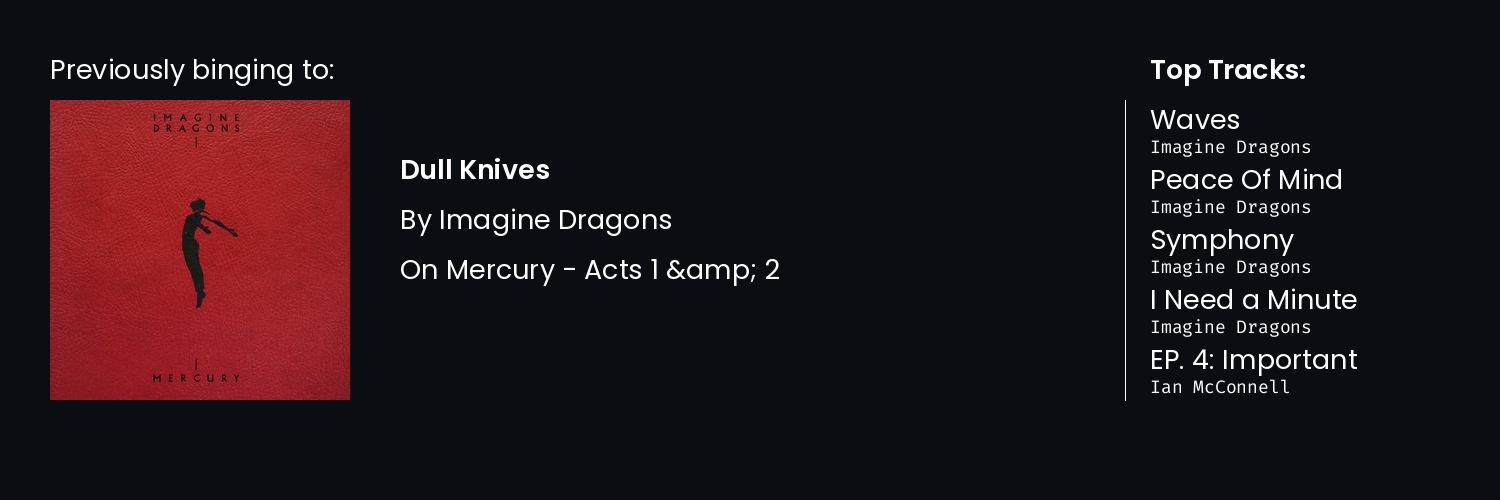 Previously binging to:
IMAGINE
DRAGONS
MERCURY
Dull Knives
By Imagine Dragons
On Mercury - Acts 1 &amp; 2
Top Tracks:
Waves
Imagine Dragons
Peace Of Mind
Imagine Dragons
Symphony
Imagine Dragons
I Need a Minute
Imagine Dragons
EP. 4: Important
Ian McConnell